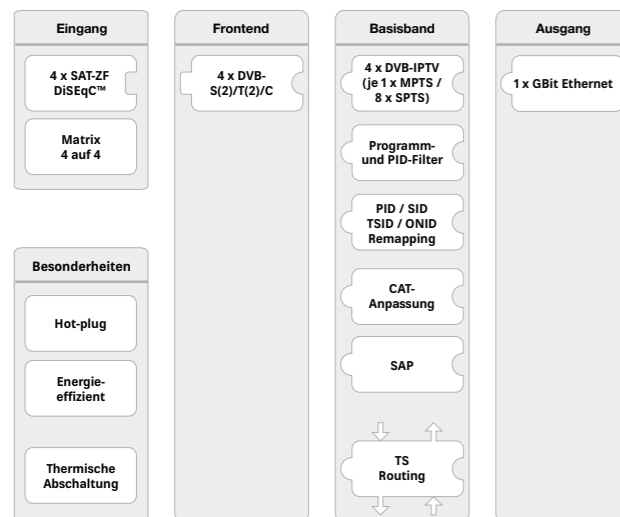 Eingang
4 x SAT-ZF
DiSEqC™
Matrix
4 auf 4
Besonderheiten
Hot-plug
Energie-
effizient
Thermische
Abschaltung
Frontend
4 x DVB-
S(2)/T(2)/C
Basisband
4 x DVB-IPTV
(je 1 x MPTS /
8 x SPTS)
Programm-
und PID-Filter
PID / SID
TSID / ONID
Remapping
CAT-
Anpassung
SAP
TS
Routing
Ausgang
1 x GBit Ethernet